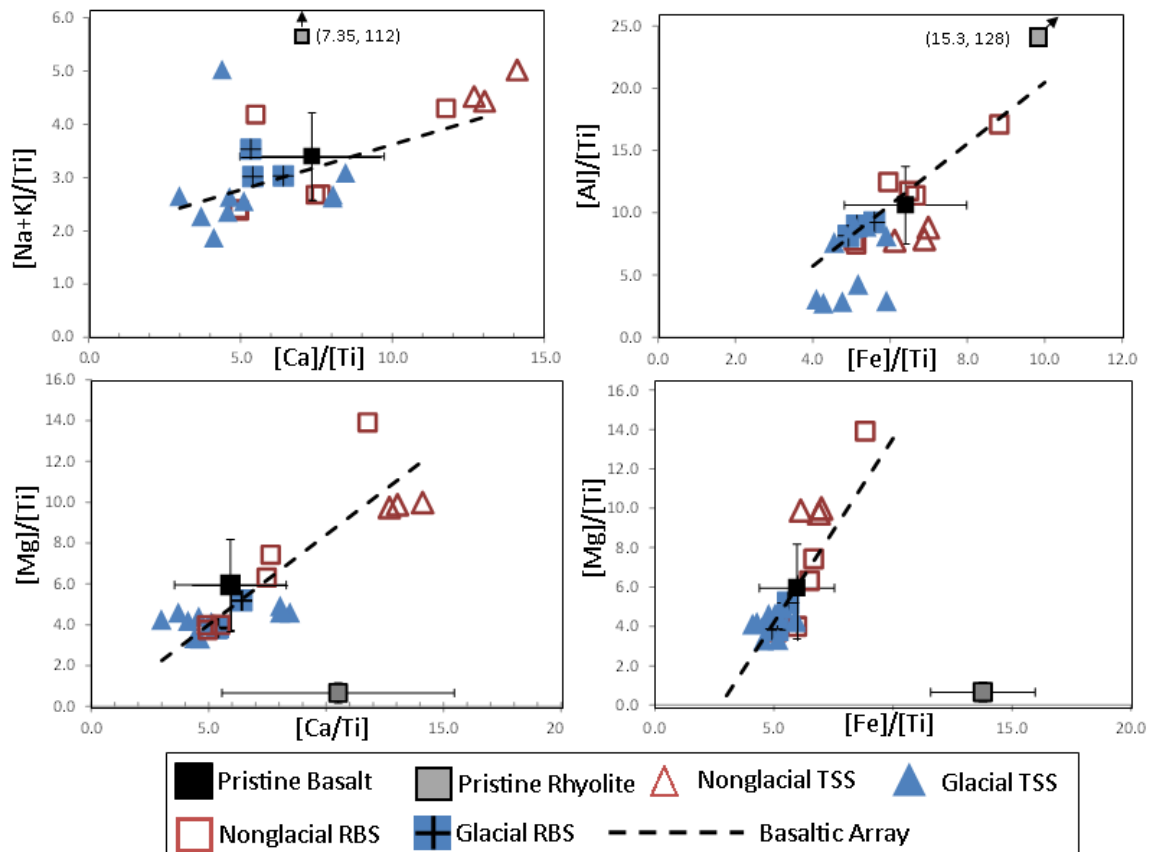 6.0
5.0
4.0
3.0
2.0
1.0
0.0
[Na+K]/[Ti]
(7.35, 112)
0.0 5.0 10.0 15.0
[Ca]/[Ti]
25.0
20.0
15.0
10.0
5.0
0.0
[Al]/[Ti]
(15.3, 128)
0.0 2.0 4.0 6.0 8.0 10.0 12.0
[Fe]/[Ti]
16.0
14.0
12.0
10.0
8.0
6.0
4.0
2.0
0.0
[Mg]/[Ti]
0.0 5.0 10.0 15.0
[Ca/Ti]
16.0
14.0
12.0
10.0
8.0
6.0
4.0
2.0
0.0
[Mg]/[Ti]
0.0 5.0 10.0 15.0 20.0
[Fe]/[Ti]
Pristine Basalt Pristine Rhyolite Nonglacial TSS Glacial TSS
Nonglacial RBS Glacial RBS Basaltic Array